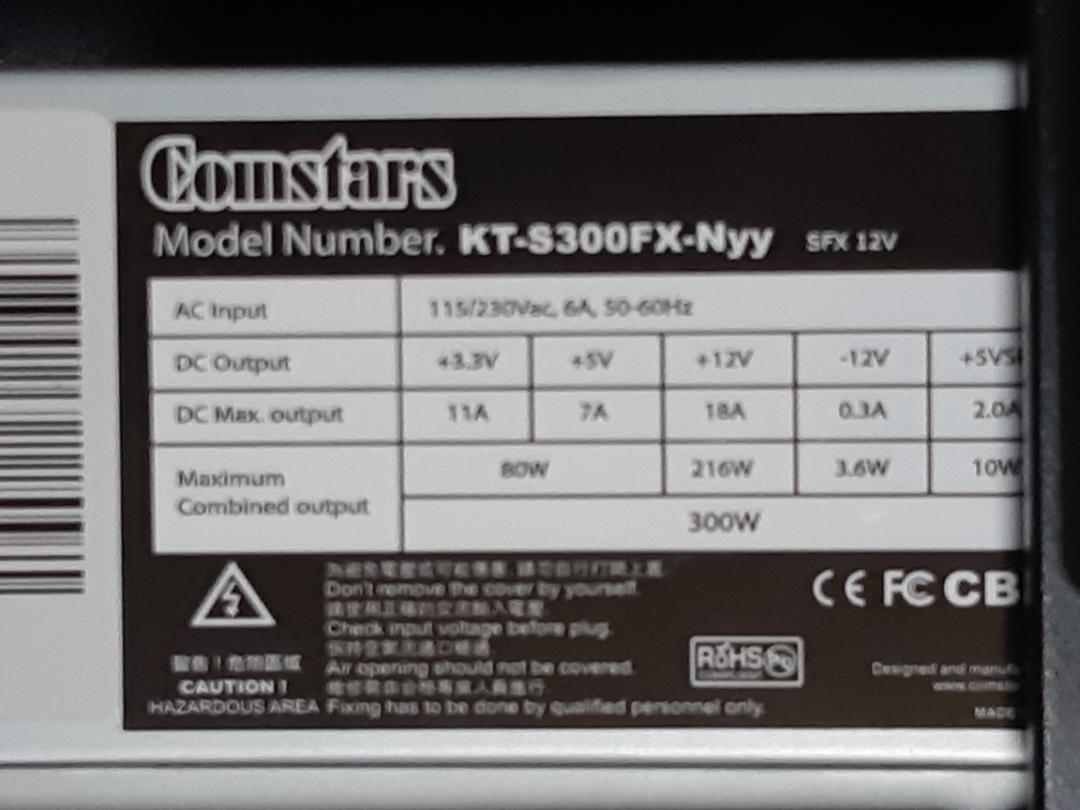 Comstars
Model Number. KT-S300FX-Nyy SFX 12V
AC Input 115/230Vac, 6A, 50-60Hz
DC Output +3.3V +5V +12V -12V
DC Max. output 11A 7A 18A 0.3A 2.0A
Maximum
Combined output
80W 216W 3.6W 10W
300W
Don't remove the cover by yourself.
Check input voltage before plug.
Air opening should not be covered.
CAUTION !
HAZARDOUS AREA Fixing has to be done by qualified personnel only.
CE FC CB
RoHS
Designed and
MADE